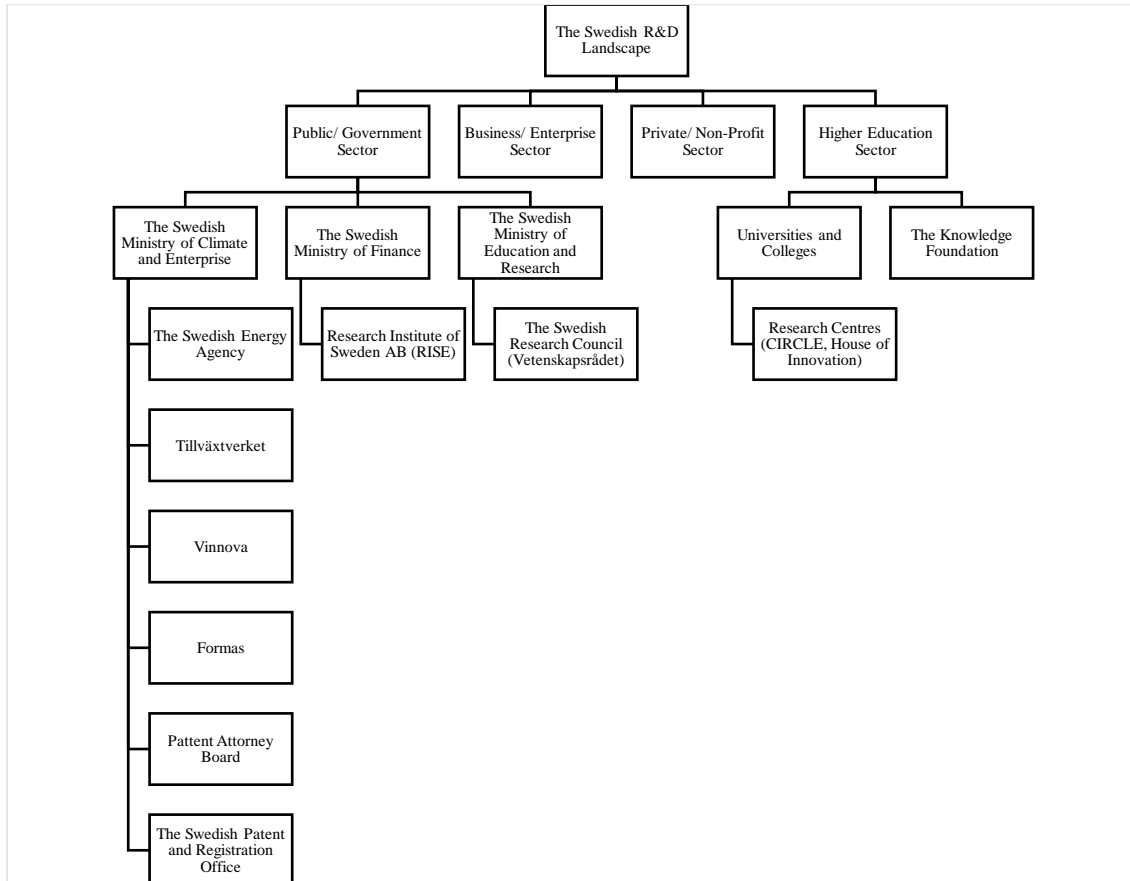 The Swedish R&D
Landscape
Public/ Government
Sector
Business/ Enterprise
Sector
Private/ Non-Profit
Sector
Higher Education
Sector
The Swedish
Ministry of Climate
and Enterprise
The Swedish
Ministry of Finance
The Swedish
Ministry of
Education and
Research
Universities and
Colleges
The Knowledge
Foundation
The Swedish Energy
Agency
Research Institute of
Sweden AB (RISE)
The Swedish
Research Council
(Vetenskapsrådet)
Research Centres
(CIRCLE, House of
Innovation)
Tillväxtverket
Vinnova
Formas
Pattent Attorney
Board
The Swedish Patent
and Registration
Office